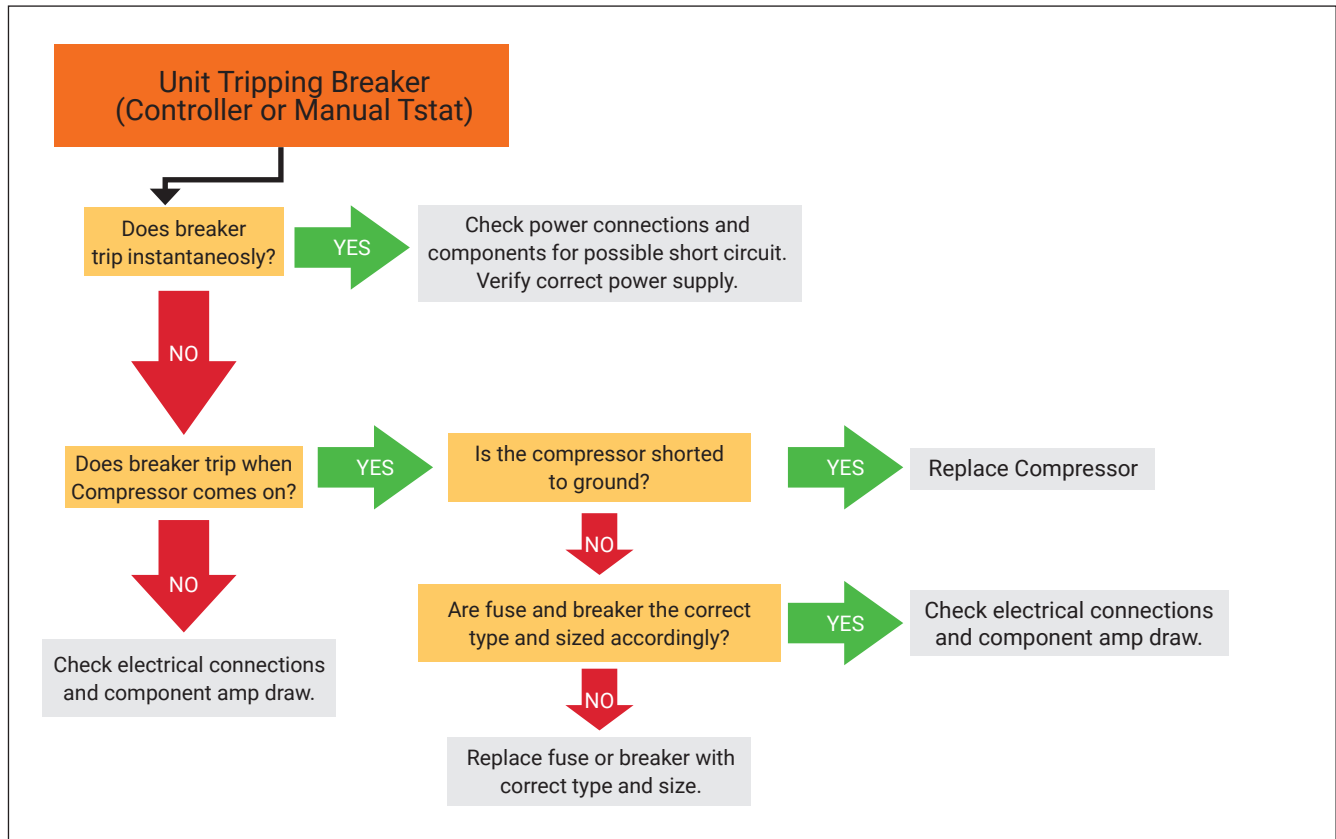 Unit Tripping Breaker
(Controller or Manual Tstat)
Does breaker
trip instantaneosly?
YES
Check power connections and
components for possible short circuit.
Verify correct power supply.
NO
Does breaker trip when
Compressor comes on?
YES
Is the compressor shorted
to ground?
YES
Replace Compressor
NO
NO
Are fuse and breaker the correct
type and sized accordingly?
YES
Check electrical connections
and component amp draw.
Check electrical connections
and component amp draw.
NO
Replace fuse or breaker with
correct type and size.